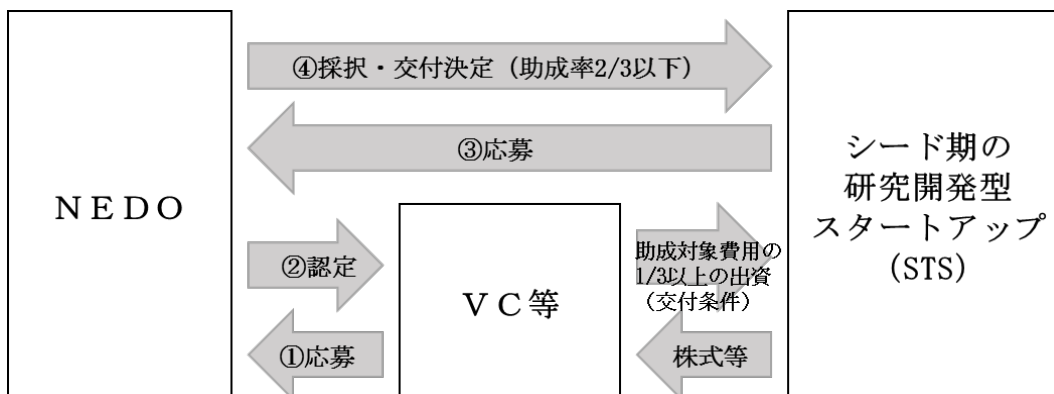 ④採択・交付決定（助成率2/3以下）
③応募
ＮＥＤＯ
②認定
①応募
ＶＣ等
助成対象費用の
1/3以上の出資
（交付条件）
株式等
シード期の
研究開発型
スタートアップ
（STS）